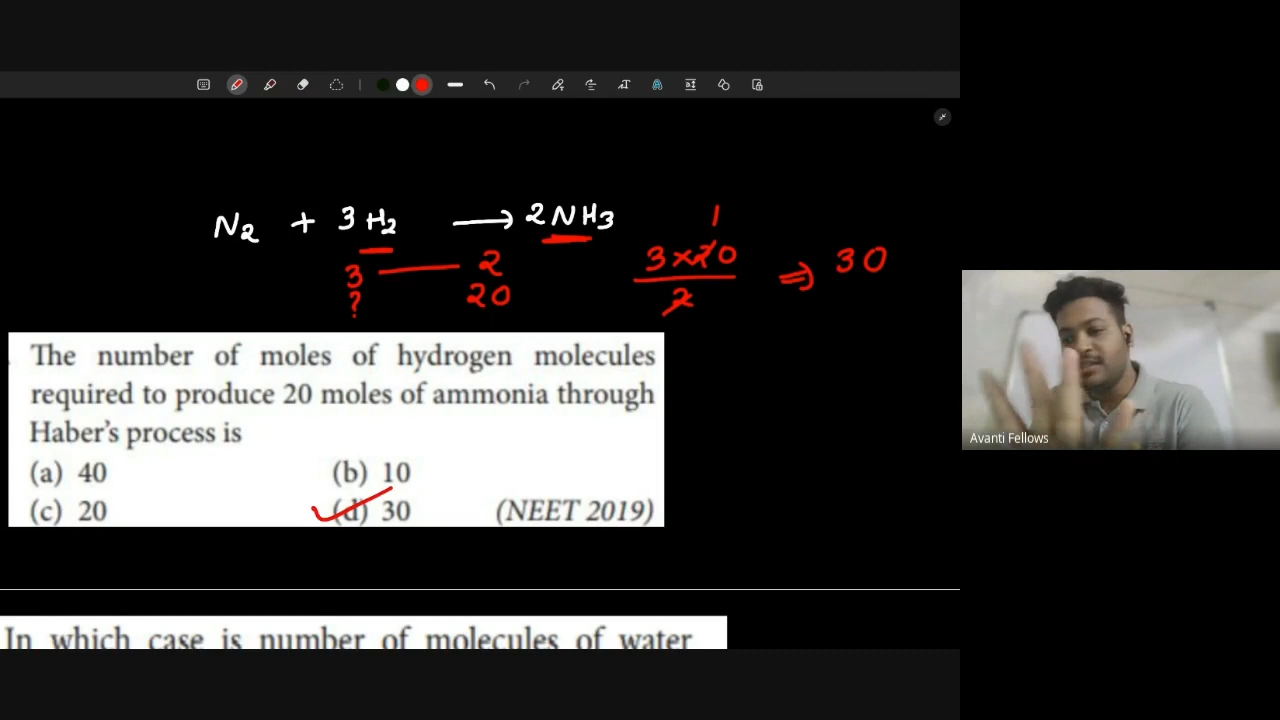 N2 + 3H2 → 2NH3
3 2
? 20
1
3×20
2
⇒ 30
The number of moles of hydrogen molecules
required to produce 20 moles of ammonia through
Haber's process is
(a) 40 (b) 10
(c) 20 (d) 30 (NEET 2019)
In which case is number of molecules of water
Avanti Fellows